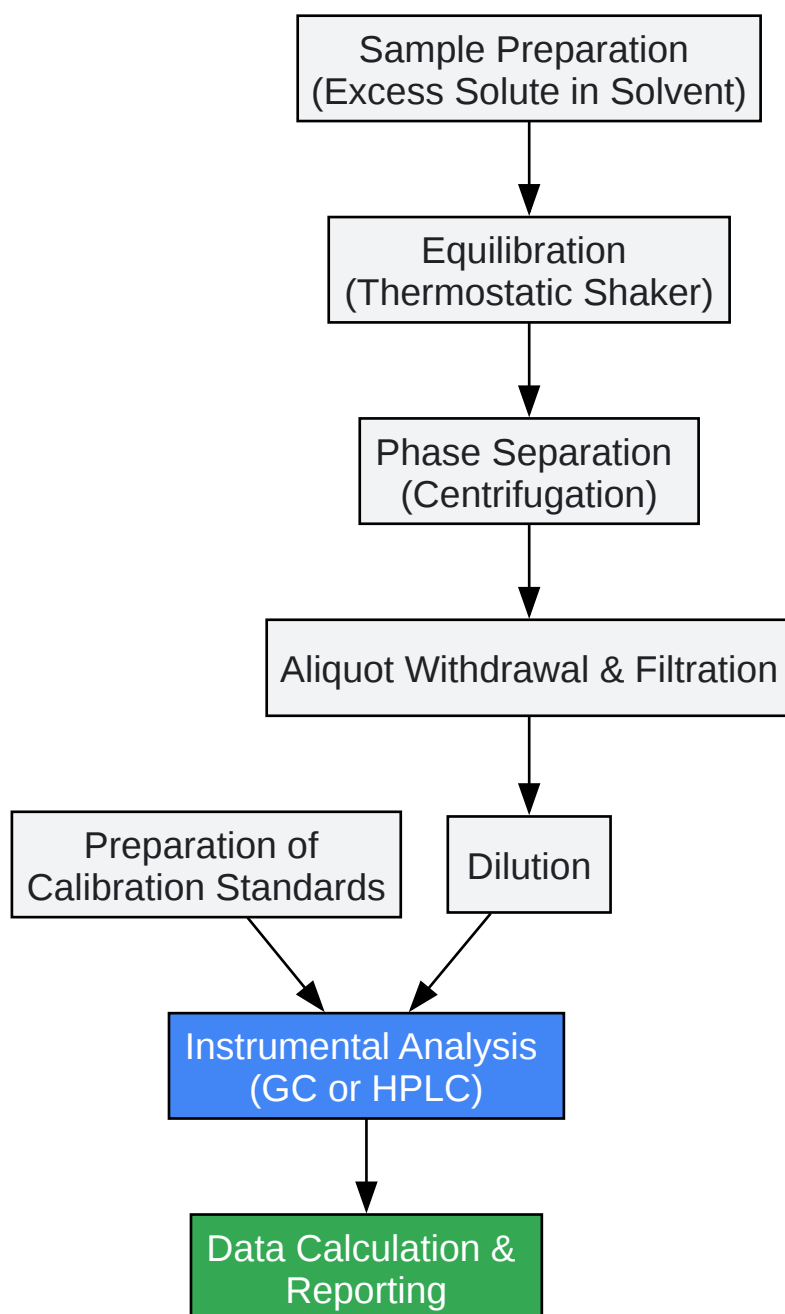 Sample Preparation
(Excess Solute in Solvent)
Equilibration
(Thermostatic Shaker)
Phase Separation
(Centrifugation)
Aliquot Withdrawal & Filtration
Preparation of
Calibration Standards
Dilution
Instrumental Analysis
(GC or HPLC)
Data Calculation &
Reporting